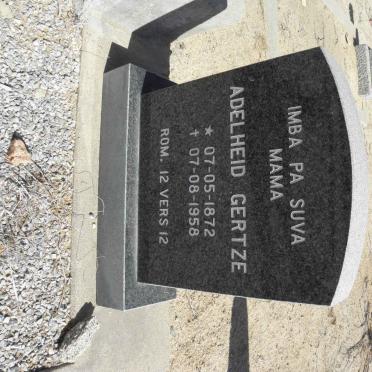 IMBA PA SUVA
MAMA
ADELHEID GERTZE
★ 07-05-1872
✝ 07-08-1958
ROM. 12 VERS 12